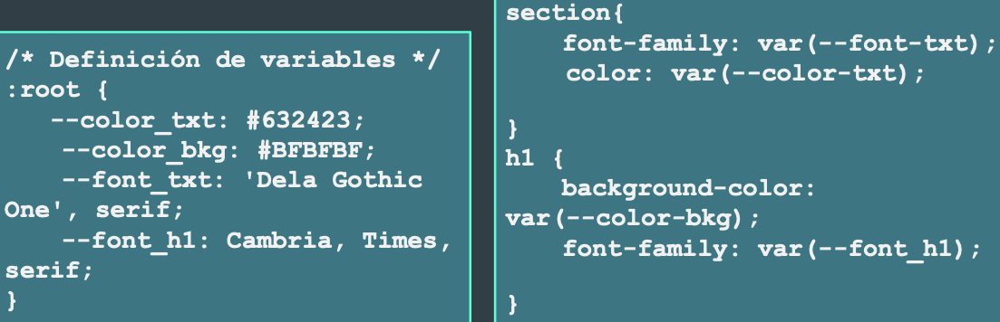 /* Definición de variables */
:root {
--color_txt: #632423;
--color_bkg: #BFBFBF;
--font_txt: 'Dela Gothic
One', serif;
--font_h1: Cambria, Times,
serif;
}
section{
font-family: var(--font-txt);
color: var(--color-txt);
}
h1 {
background-color:
var(--color-bkg);
font-family: var(--font_h1);
}